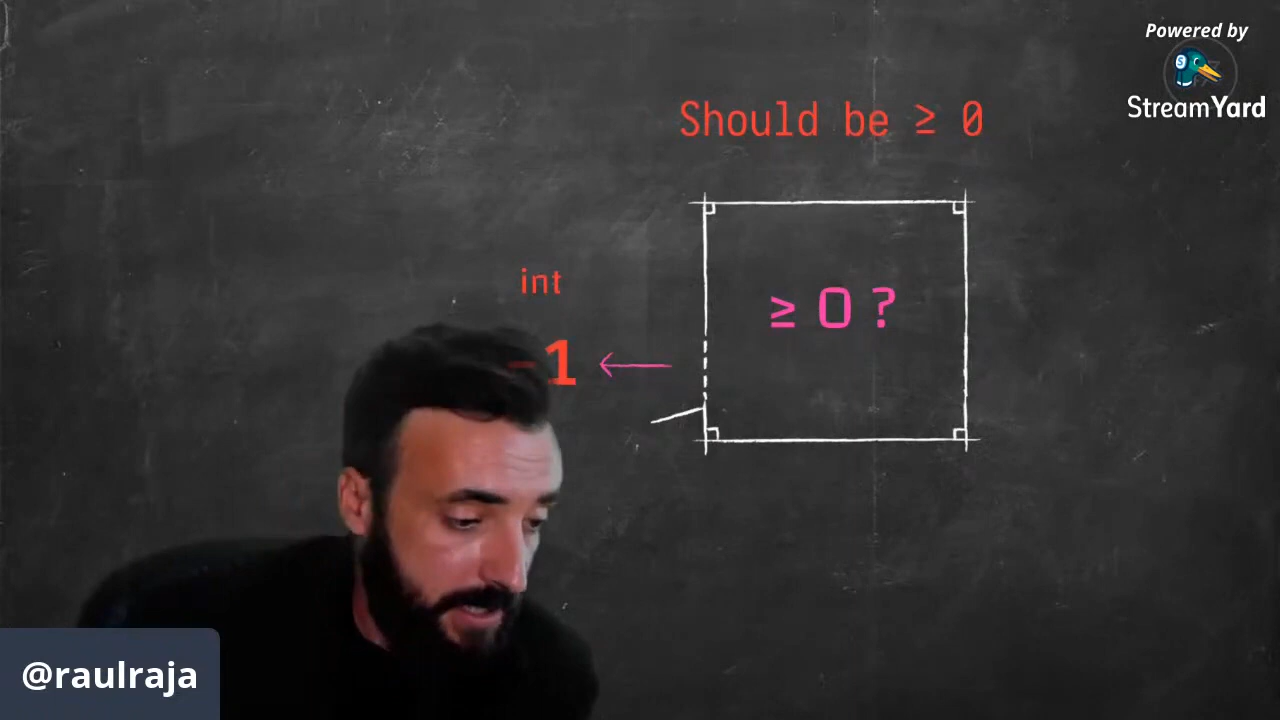 Powered by
StreamYard
Should be ≥ 0
int
≥ 0 ?
-1 ←
@raulraja